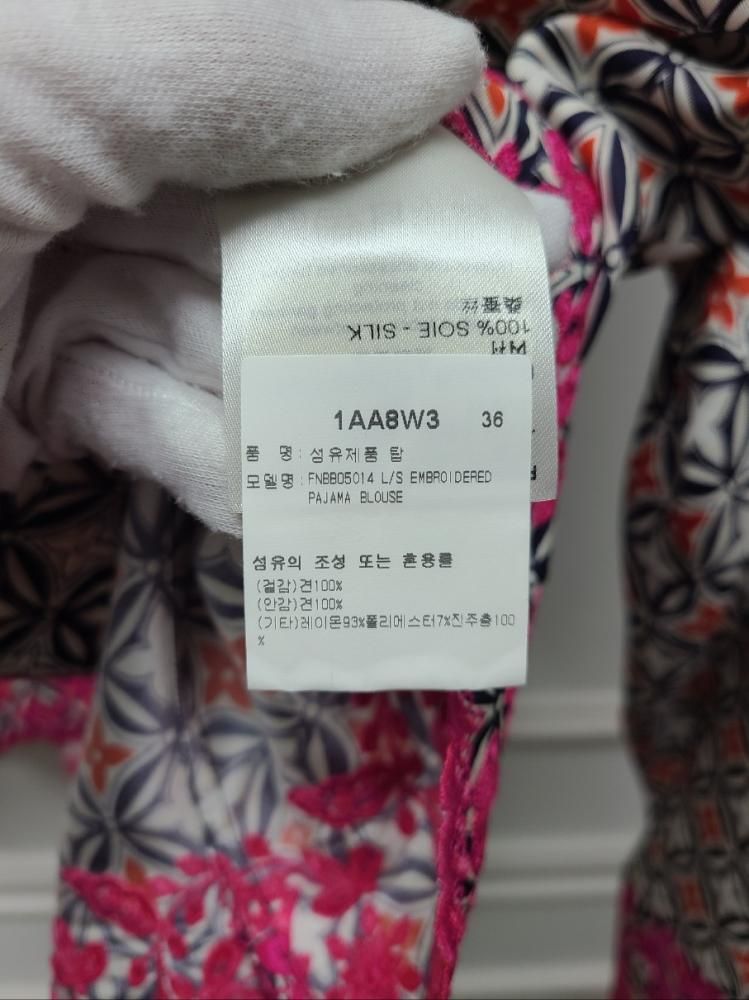 桑蚕丝
100% SOIE - SILK
1AA8W3 36
품 명: 섬유제품 탑
모델명: FNBB05014 L/S EMBROIDERED
PAJAMA BLOUSE
섬유의 조성 또는 혼용률
(겉감)견100%
(안감)견100%
(기타)레이온93%폴리에스터7%진주층100
%